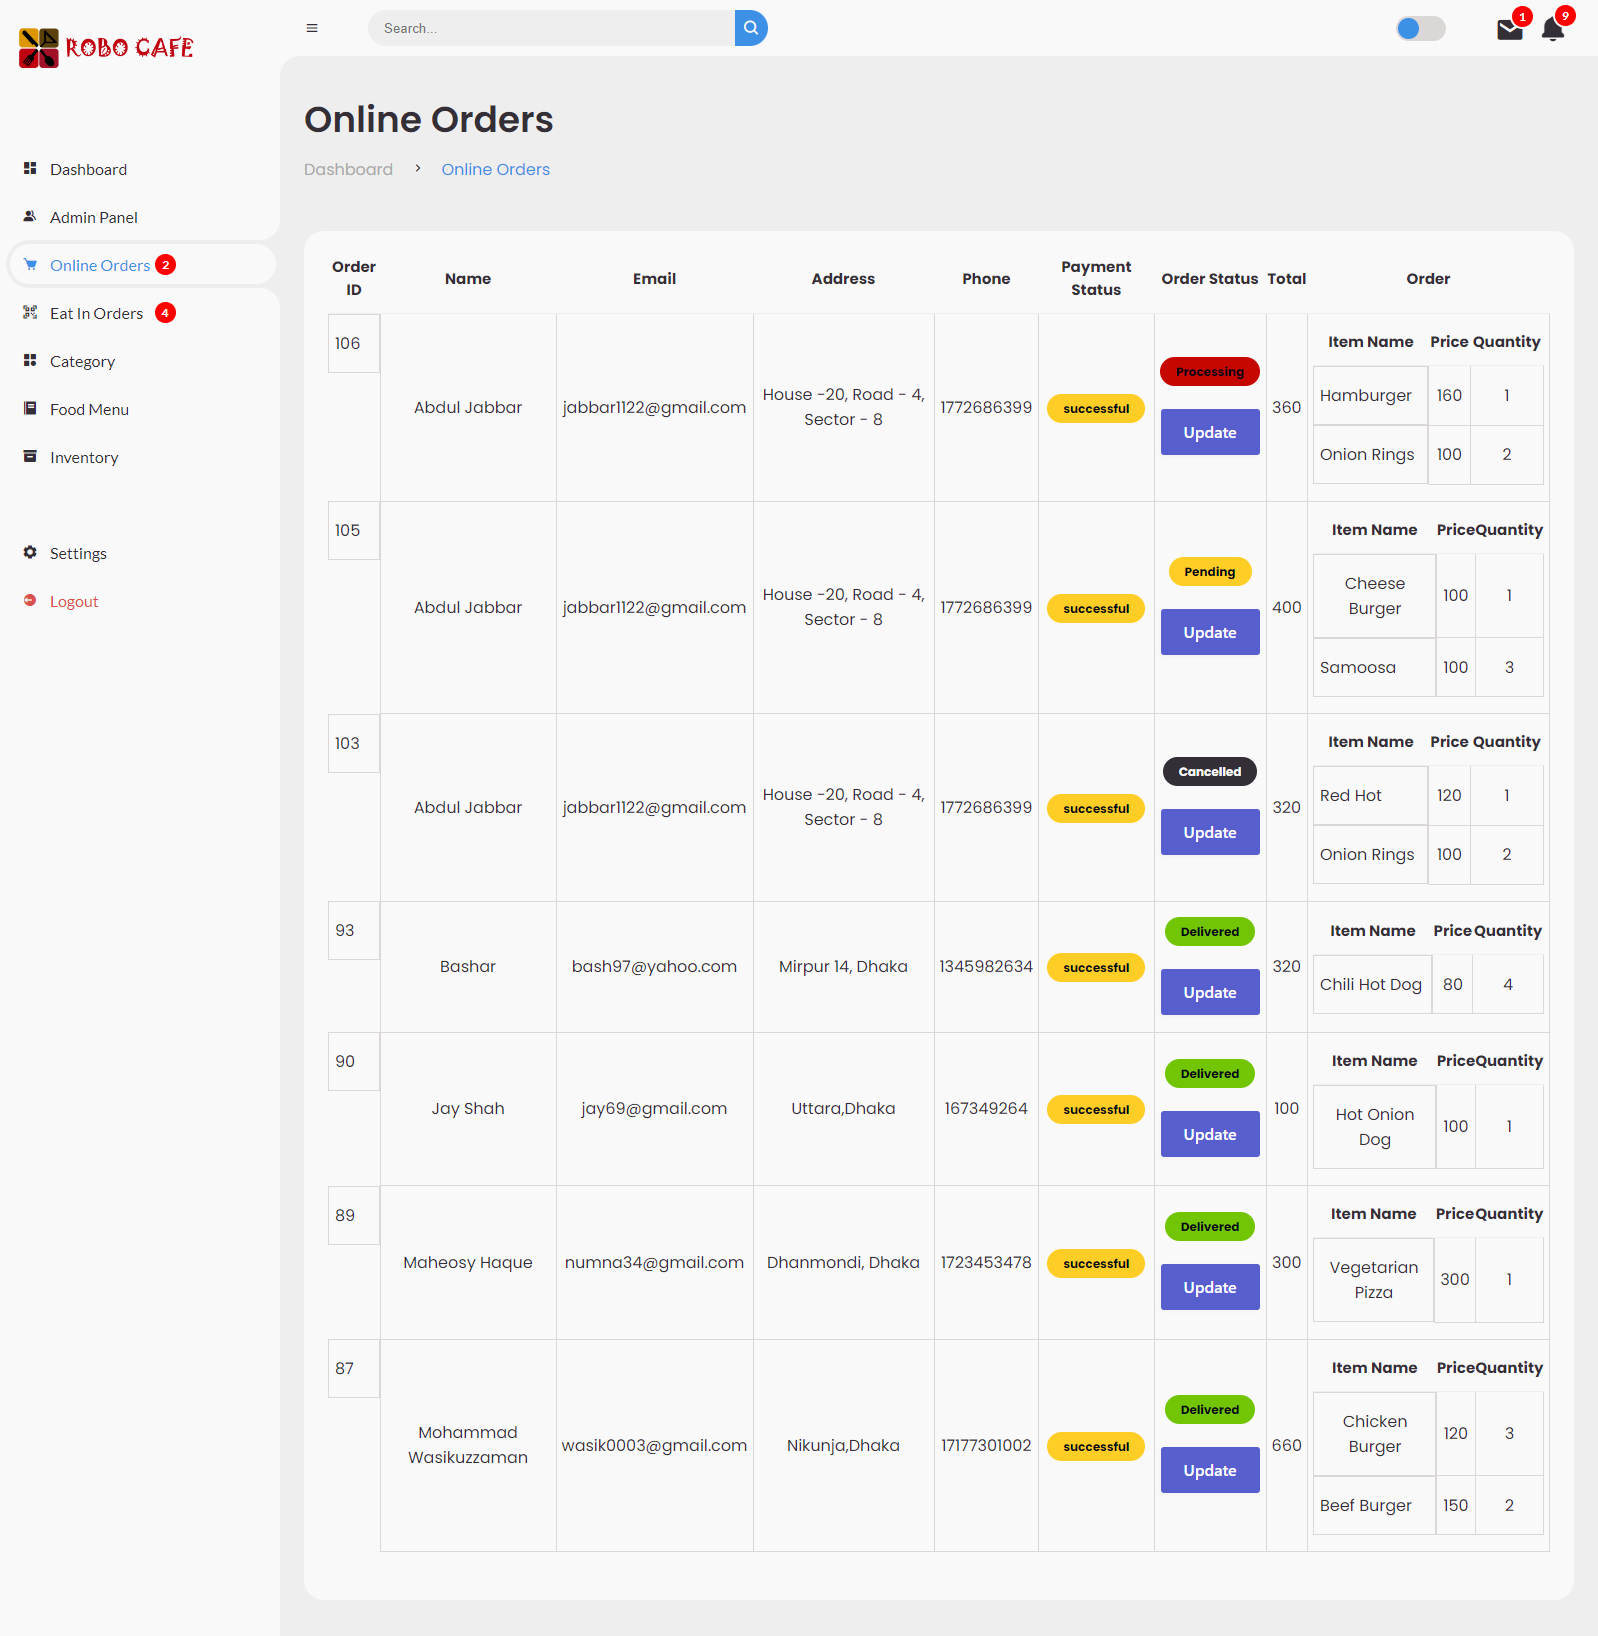 ROBO CAFE
Search...
1
9
Dashboard
Admin Panel
Online Orders 2
Eat In Orders 4
Category
Food Menu
Inventory
Settings
Logout
Online Orders
Dashboard > Online Orders
Order ID Name Email Address Phone Payment Status Order Status Total Order
106 Abdul Jabbar jabbar1122@gmail.com House -20, Road - 4, Sector - 8 1772686399 successful Processing Update 360
Item Name Price Quantity
Hamburger 160 1
Onion Rings 100 2
105 Abdul Jabbar jabbar1122@gmail.com House -20, Road - 4, Sector - 8 1772686399 successful Pending Update 400
Item Name Price Quantity
Cheese Burger 100 1
Samoosa 100 3
103 Abdul Jabbar jabbar1122@gmail.com House -20, Road - 4, Sector - 8 1772686399 successful Cancelled Update 320
Item Name Price Quantity
Red Hot 120 1
Onion Rings 100 2
93 Bashar bash97@yahoo.com Mirpur 14, Dhaka 1345982634 successful Delivered Update 320
Item Name Price Quantity
Chili Hot Dog 80 4
90 Jay Shah jay69@gmail.com Uttara,Dhaka 167349264 successful Delivered Update 100
Item Name Price Quantity
Hot Onion Dog 100 1
89 Maheosy Haque numna34@gmail.com Dhanmondi, Dhaka 1723453478 successful Delivered Update 300
Item Name Price Quantity
Vegetarian Pizza 300 1
87 Mohammad Wasikuzzaman wasik0003@gmail.com Nikunja,Dhaka 17177301002 successful Delivered Update 660
Item Name Price Quantity
Chicken Burger 120 3
Beef Burger 150 2